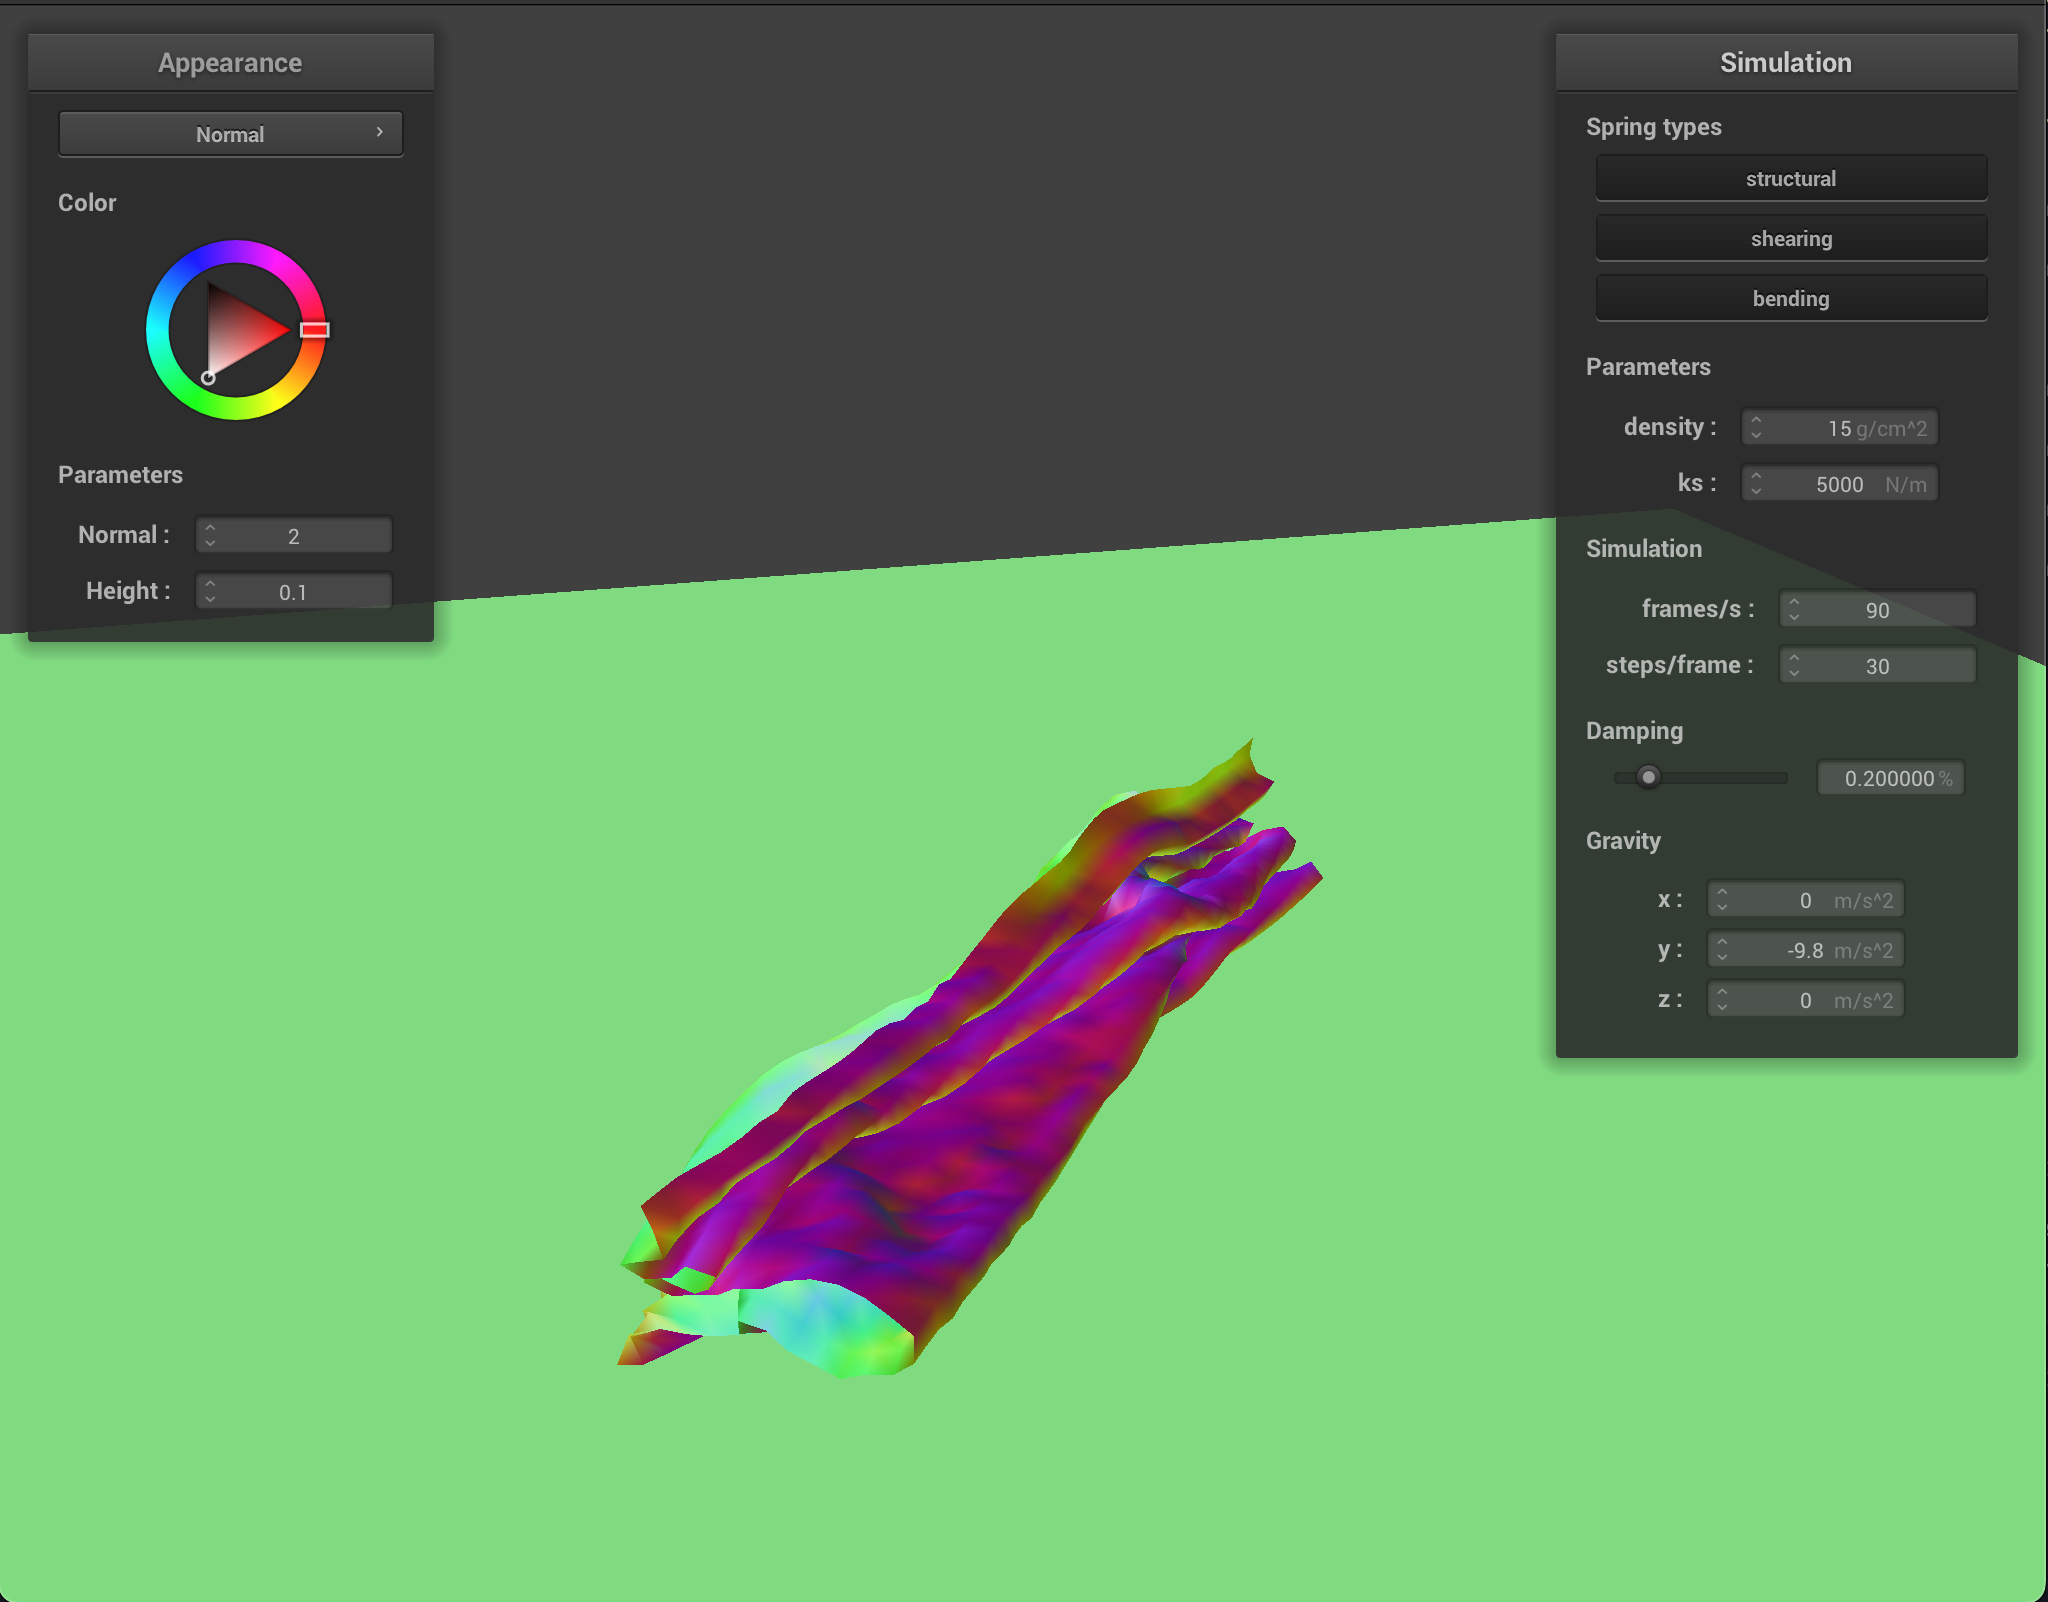 Appearance
Normal
Color
Parameters
Normal :
2
Height :
0.1
Simulation
Spring types
structural
shearing
bending
Parameters
density :
15 g/cm^2
ks :
5000 N/m
Simulation
frames/s :
90
steps/frame :
30
Damping
0.200000 %
Gravity
x :
0 m/s^2
y :
-9.8 m/s^2
z :
0 m/s^2